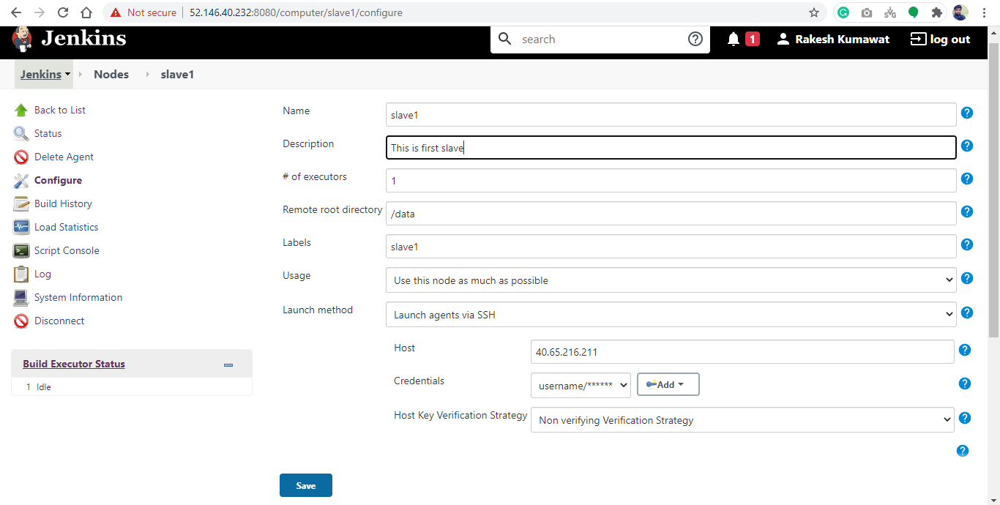 Not secure | 52.146.40.232:8080/computer/slave1/configure
Jenkins
search
1
Rakesh Kumawat
log out
Jenkins
Nodes
slave1
Back to List
Status
Delete Agent
Configure
Build History
Load Statistics
Script Console
Log
System Information
Disconnect
Build Executor Status
1 Idle
Name
slave1
Description
This is first slave
# of executors
1
Remote root directory
/data
Labels
slave1
Usage
Use this node as much as possible
Launch method
Launch agents via SSH
Host
40.65.216.211
Credentials
username/******
Add
Host Key Verification Strategy
Non verifying Verification Strategy
Save